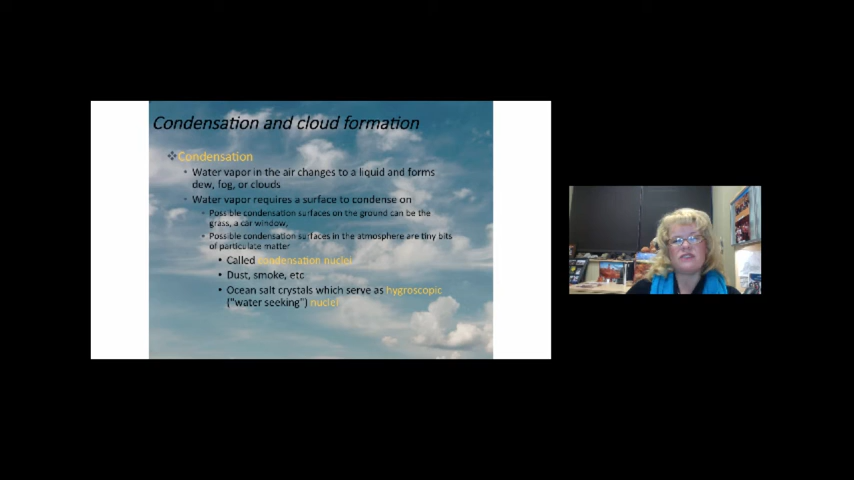 Condensation and cloud formation
Condensation
Water vapor in the air changes to a liquid and forms
dew, fog, or clouds
Water vapor requires a surface to condense on
Possible condensation surfaces on the ground can be the
grass, a car window,
Possible condensation surfaces in the atmosphere are tiny bits
of particulate matter
Called condensation nuclei
Dust, smoke, etc
Ocean salt crystals which serve as hygroscopic
("water seeking") nuclei